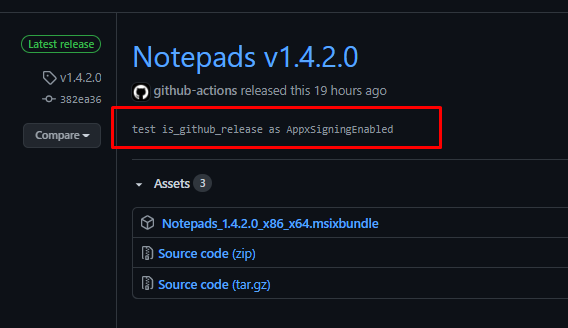 Latest release
v1.4.2.0
382ea36
Compare
Notepads v1.4.2.0
github-actions released this 19 hours ago
test is_github_release as AppxSigningEnabled
Assets 3
Notepads_1.4.2.0_x86_x64.msixbundle
Source code (zip)
Source code (tar.gz)